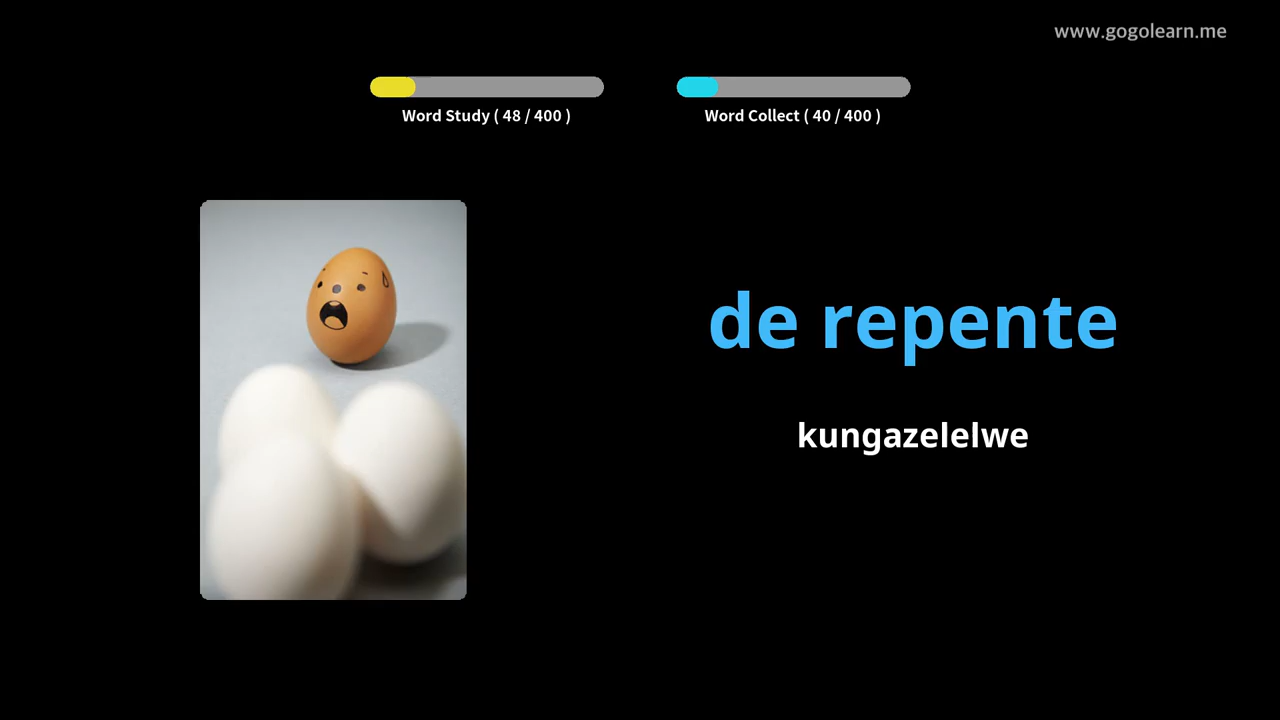 www.gogolearn.me
Word Study ( 48 / 400 )
Word Collect ( 40 / 400 )
de repente
kungazelelwe